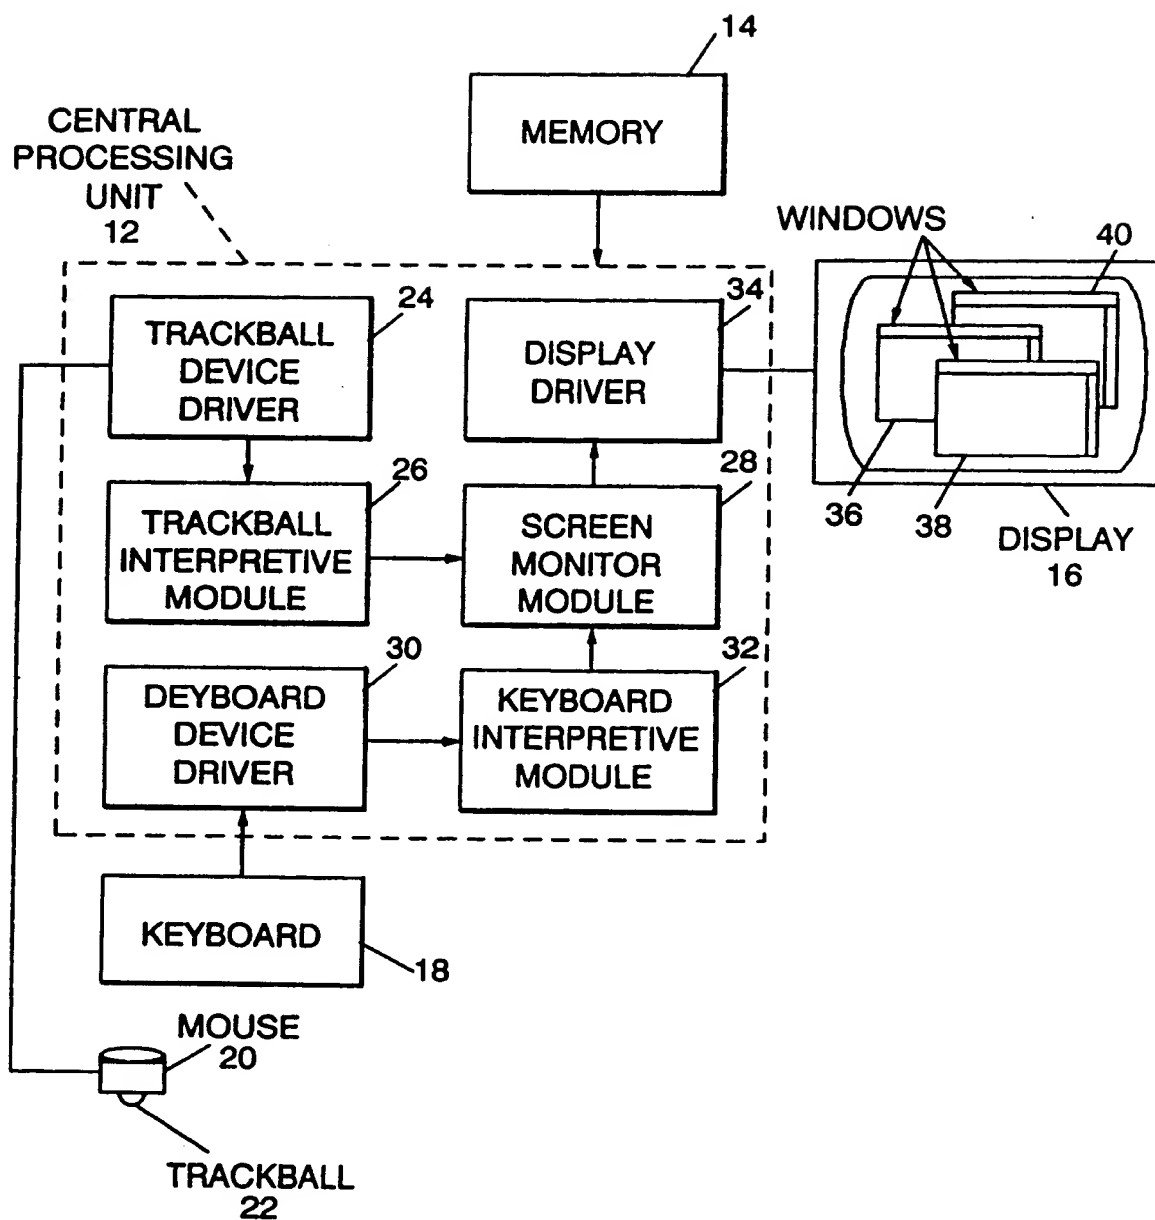 14
MEMORY
CENTRAL
PROCESSING
UNIT
12
WINDOWS
40
24
TRACKBALL
DEVICE
DRIVER
34
DISPLAY
DRIVER
36
38
DISPLAY
16
26
TRACKBALL
INTERPRETIVE
MODULE
28
SCREEN
MONITOR
MODULE
30
DEYBOARD
DEVICE
DRIVER
32
KEYBOARD
INTERPRETIVE
MODULE
KEYBOARD
18
MOUSE
20
TRACKBALL
22